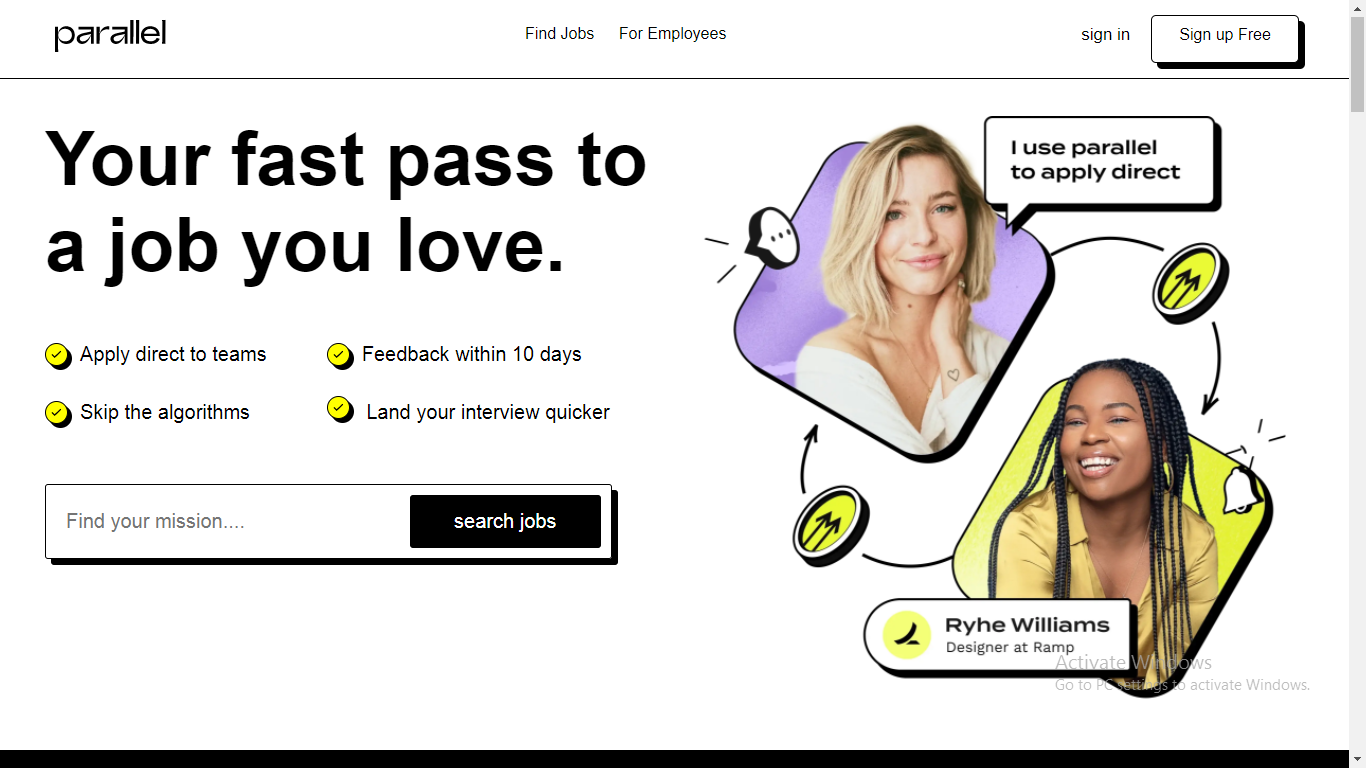 parallel
Find Jobs
For Employees
sign in
Sign up Free
Your fast pass to
a job you love.
I use parallel
to apply direct
Apply direct to teams
Feedback within 10 days
Skip the algorithms
Land your interview quicker
Find your mission....
search jobs
Ryhe Williams
Designer at Ramp
Activate Windows
Go to PC settings to activate Windows.